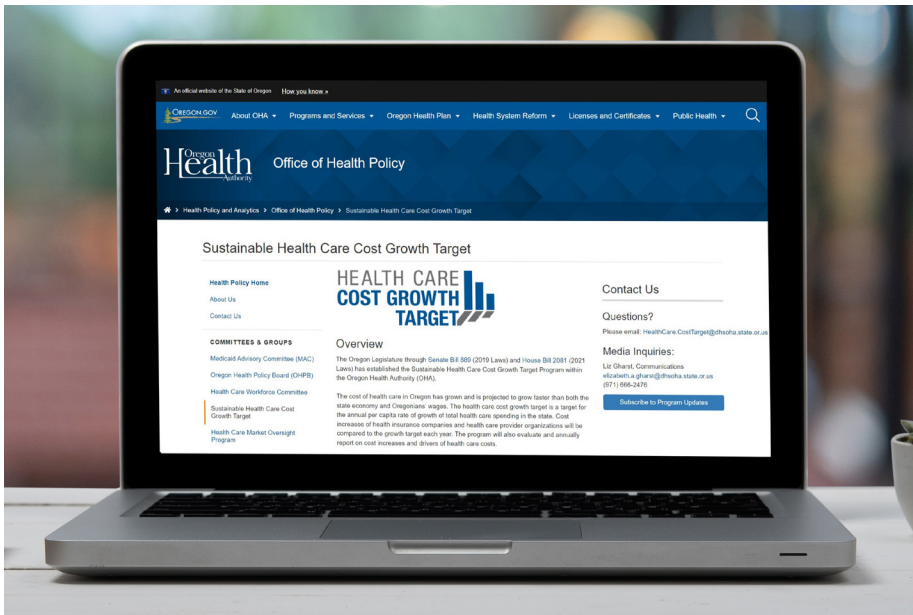 An official website of the State of Oregon How you know »
OREGON.GOV About OHA Programs and Services Oregon Health Plan Health System Reform Licenses and Certificates Public Health
Oregon
Health
Authority
Office of Health Policy
> Health Policy and Analytics > Office of Health Policy > Sustainable Health Care Cost Growth Target
Sustainable Health Care Cost Growth Target
Health Policy Home
About Us
Contact Us
COMMITTEES & GROUPS
Medicaid Advisory Committee (MAC)
Oregon Health Policy Board (OHPB)
Health Care Workforce Committee
Sustainable Health Care Cost
Growth Target
Health Care Market Oversight
Program
HEALTH CARE
COST GROWTH
TARGET
Overview
The Oregon Legislature through Senate Bill 889 (2019 Laws) and House Bill 2081 (2021
Laws) has established the Sustainable Health Care Cost Growth Target Program within
the Oregon Health Authority (OHA).
The cost of health care in Oregon has grown and is projected to grow faster than both the
state economy and Oregonians' wages. The health care cost growth target is a target for
the annual per capita rate of growth of total health care spending in the state. Cost
increases of health insurance companies and health care provider organizations will be
compared to the growth target each year. The program will also evaluate and annually
report on cost increases and drivers of health care costs.
Contact Us
Questions?
Please email: HealthCare.CostTarget@dhsoha.state.or.us
Media Inquiries:
Liz Gharst, Communications
elizabeth.a.gharst@dhsoha.state.or.us
(971) 666-2476
Subscribe to Program Updates